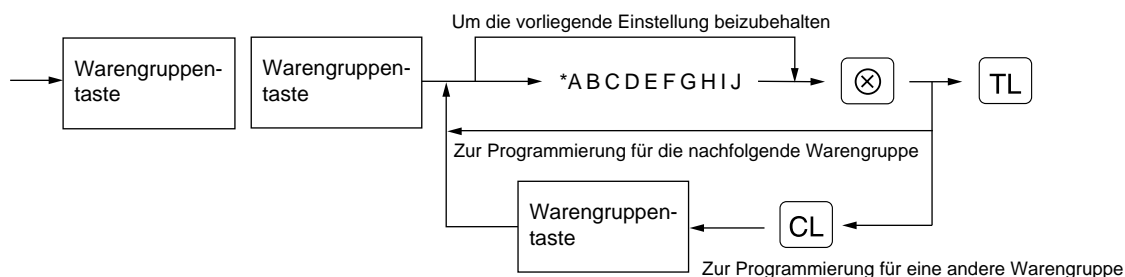 Um die vorliegende Einstellung beizubehalten
Warengruppen-
taste
Warengruppen-
taste
*A B C D E F G H I J
⊗
TL
Zur Programmierung für die nachfolgende Warengruppe
Warengruppen-
taste
CL
Zur Programmierung für eine andere Warengruppe